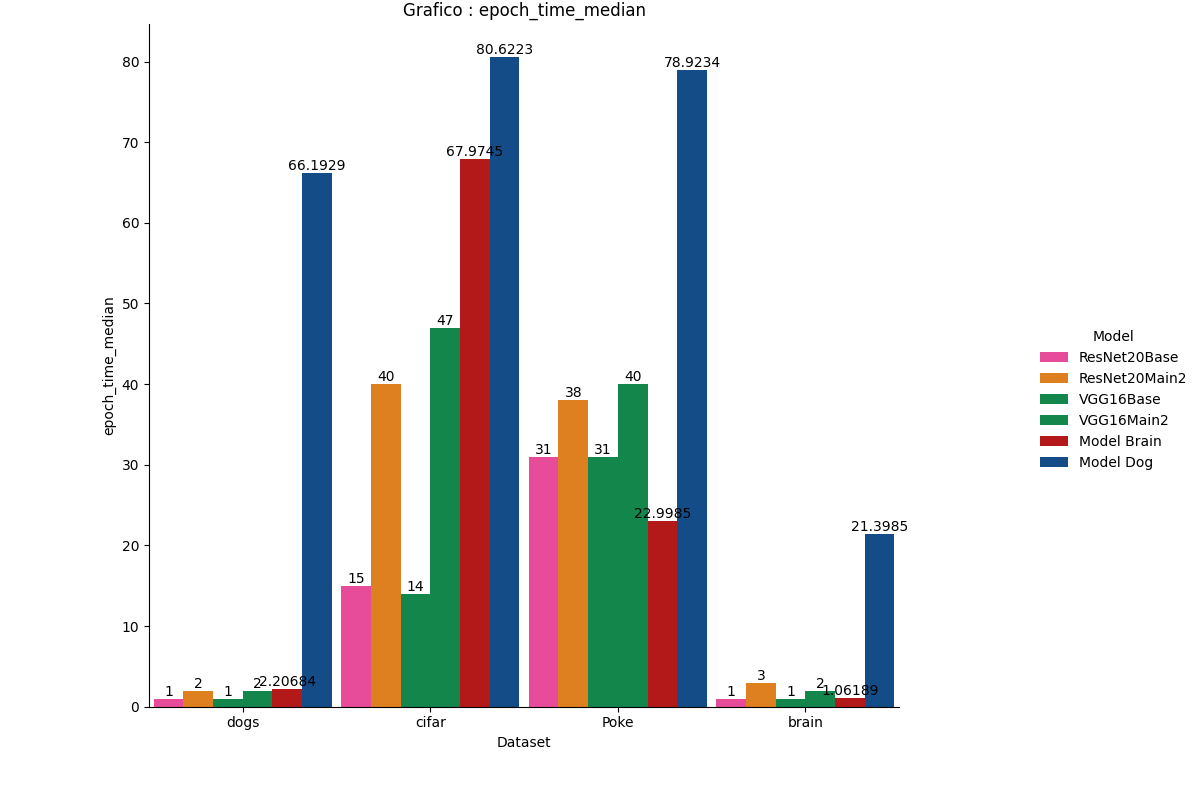 Grafico : epoch_time_median
epoch_time_median
80
70
60
50
40
30
20
10
0
1
2
1
2
2.20684
66.1929
15
40
14
47
67.9745
80.6223
31
38
31
40
22.9985
78.9234
1
3
1
2
1.06189
21.3985
dogs
cifar
Poke
brain
Dataset
Model
ResNet20Base
ResNet20Main2
VGG16Base
VGG16Main2
Model Brain
Model Dog